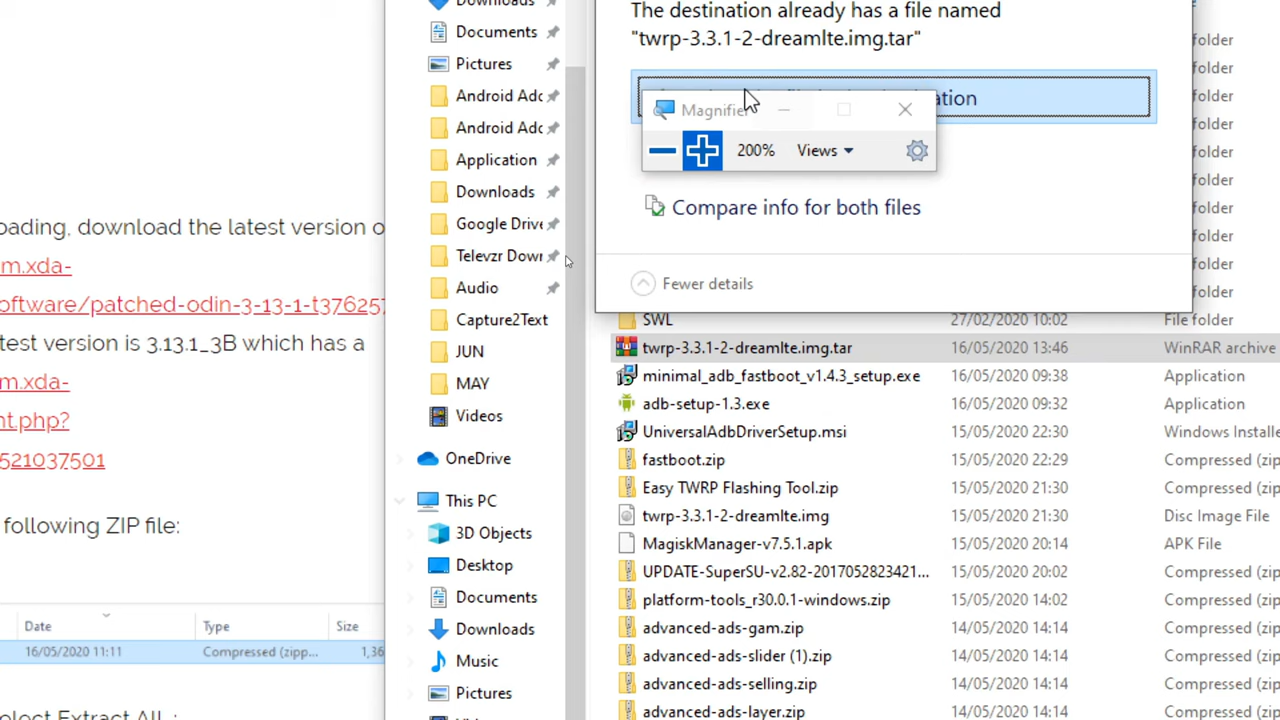 Downloads
Documents
Pictures
Android Adc
Android Adc
Application
Downloads
Google Drive
Televzr Down
Audio
Capture2Text
JUN
MAY
Videos
OneDrive
This PC
3D Objects
Desktop
Documents
Downloads
Music
Pictures
The destination already has a file named
"twrp-3.3.1-2-dreamlte.img.tar"
ation
Magnifier
200%
Views
Compare info for both files
Fewer details
oading, download the latest version o
m.xda-
oftware/patched-odin-3-13-1-t376257
test version is 3.13.1_3B which has a
m.xda-
nt.php?
521037501
following ZIP file:
Date Type Size
16/05/2020 11:11 Compressed (zipp... 1,36
elect Extract All :
folder
folder
folder
folder
folder
folder
folder
folder
folder
folder
SWL 27/02/2020 10:02 File folder
twrp-3.3.1-2-dreamlte.img.tar 16/05/2020 13:46 WinRAR archive
minimal_adb_fastboot_v1.4.3_setup.exe 16/05/2020 09:38 Application
adb-setup-1.3.exe 16/05/2020 09:32 Application
UniversalAdbDriverSetup.msi 15/05/2020 22:30 Windows Installe
fastboot.zip 15/05/2020 22:29 Compressed (zip
Easy TWRP Flashing Tool.zip 15/05/2020 21:30 Compressed (zip
twrp-3.3.1-2-dreamlte.img 15/05/2020 21:30 Disc Image File
MagiskManager-v7.5.1.apk 15/05/2020 20:14 APK File
UPDATE-SuperSU-v2.82-2017052823421... 15/05/2020 20:02 Compressed (zip
platform-tools_r30.0.1-windows.zip 15/05/2020 14:02 Compressed (zip
advanced-ads-gam.zip 14/05/2020 14:14 Compressed (zip
advanced-ads-slider (1).zip 14/05/2020 14:14 Compressed (zip
advanced-ads-selling.zip 14/05/2020 14:14 Compressed (zip
advanced-ads-layer.zip 14/05/2020 14:14 Compressed (zip